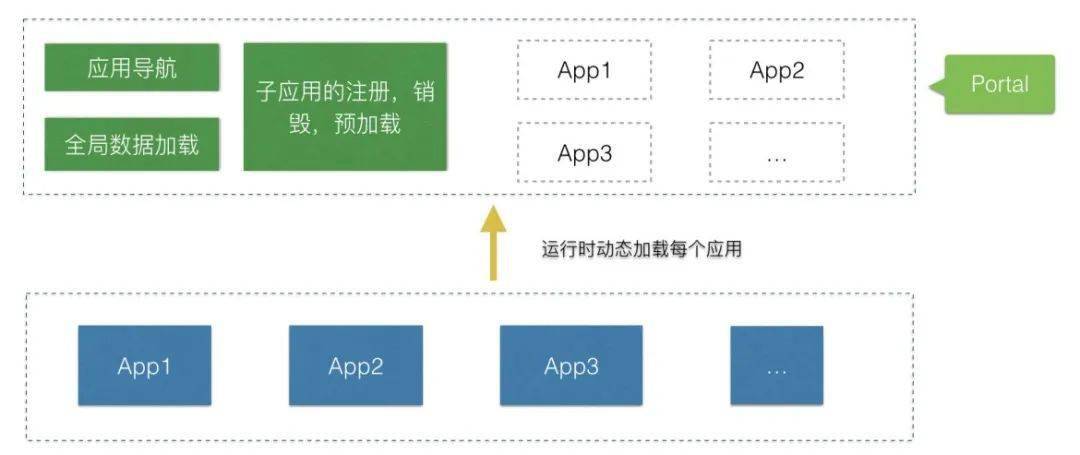 应用导航
全局数据加载
子应用的注册，销
毁，预加载
App1
App2
App3
...
Portal
运行时动态加载每个应用
App1
App2
App3
...